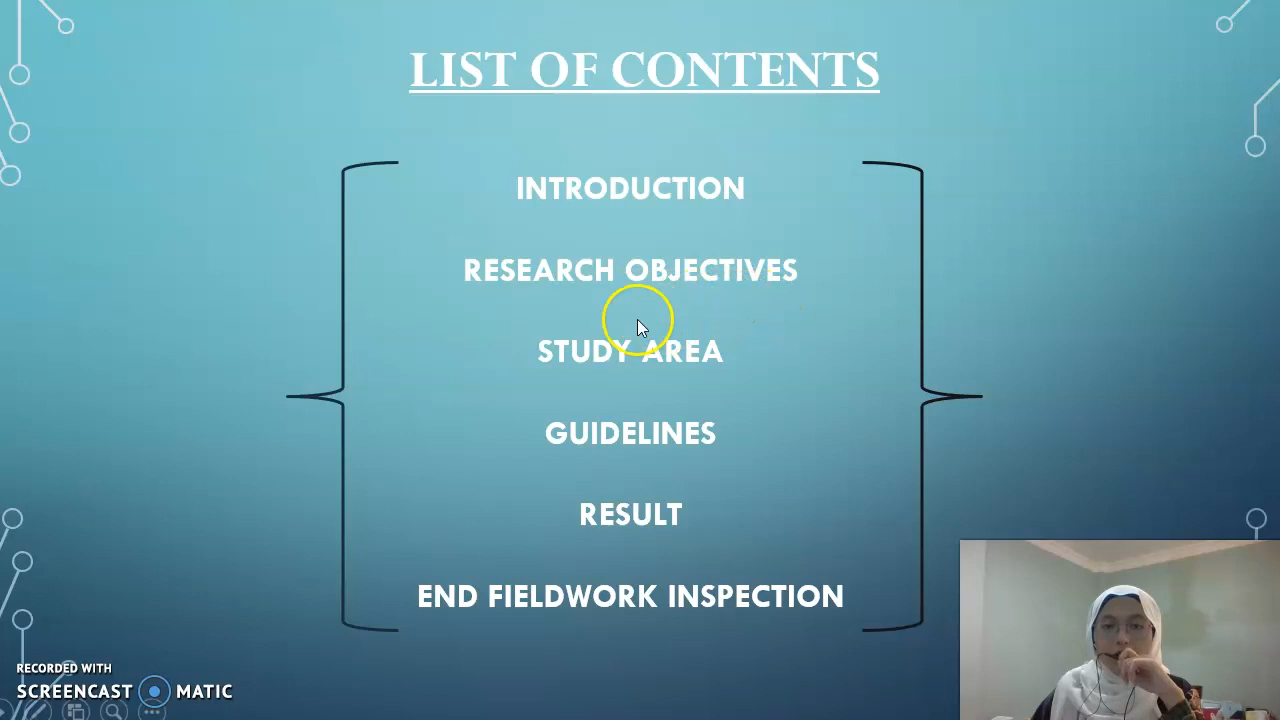 LIST OF CONTENTS
INTRODUCTION
RESEARCH OBJECTIVES
STUDY AREA
GUIDELINES
RESULT
END FIELDWORK INSPECTION
RECORDED WITH
SCREENCAST MATIC